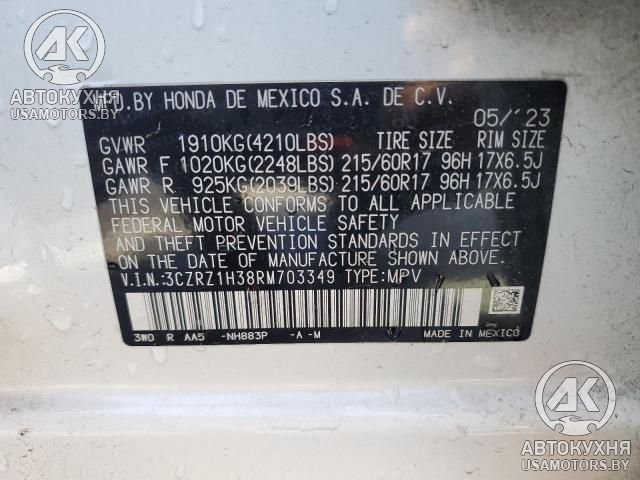 AK
АВТОКУХНЯ
USAMOTORS.BY
MFD.BY HONDA DE MEXICO S.A. DE C.V.
05/'23
GVWR 1910KG(4210LBS) TIRE SIZE RIM SIZE
GAWR F 1020KG(2248LBS) 215/60R17 96H 17X6.5J
GAWR R 925KG(2039LBS) 215/60R17 96H 17X6.5J
THIS VEHICLE CONFORMS TO ALL APPLICABLE
FEDERAL MOTOR VEHICLE SAFETY
AND THEFT PREVENTION STANDARDS IN EFFECT
ON THE DATE OF MANUFACTURE SHOWN ABOVE.
V.I.N.:3CZRZ1H38RM703349 TYPE:MPV
3W0 R AA5 -NH883P -A -M MADE IN MEXICO
AK
АВТОКУХНЯ
USAMOTORS.BY